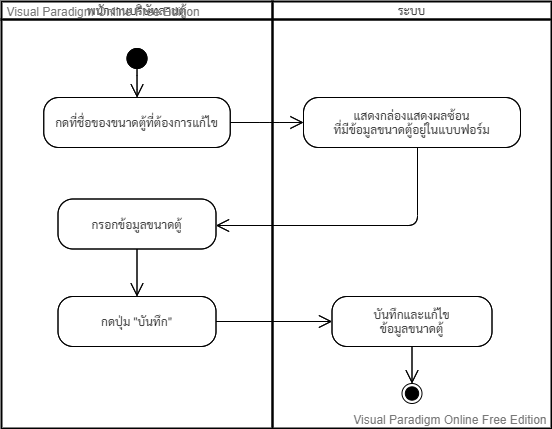 Visual Paradigm Online Free Edition
พนักงานบริษัทลานตู้
ระบบ
กดที่ชื่อของขนาดตู้ที่ต้องการแก้ไข
แสดงกล่องแสดงผลซ้อน
ที่มีข้อมูลขนาดตู้อยู่ในแบบฟอร์ม
กรอกข้อมูลขนาดตู้
กดปุ่ม "บันทึก"
บันทึกและแก้ไข
ข้อมูลขนาดตู้
Visual Paradigm Online Free Edition